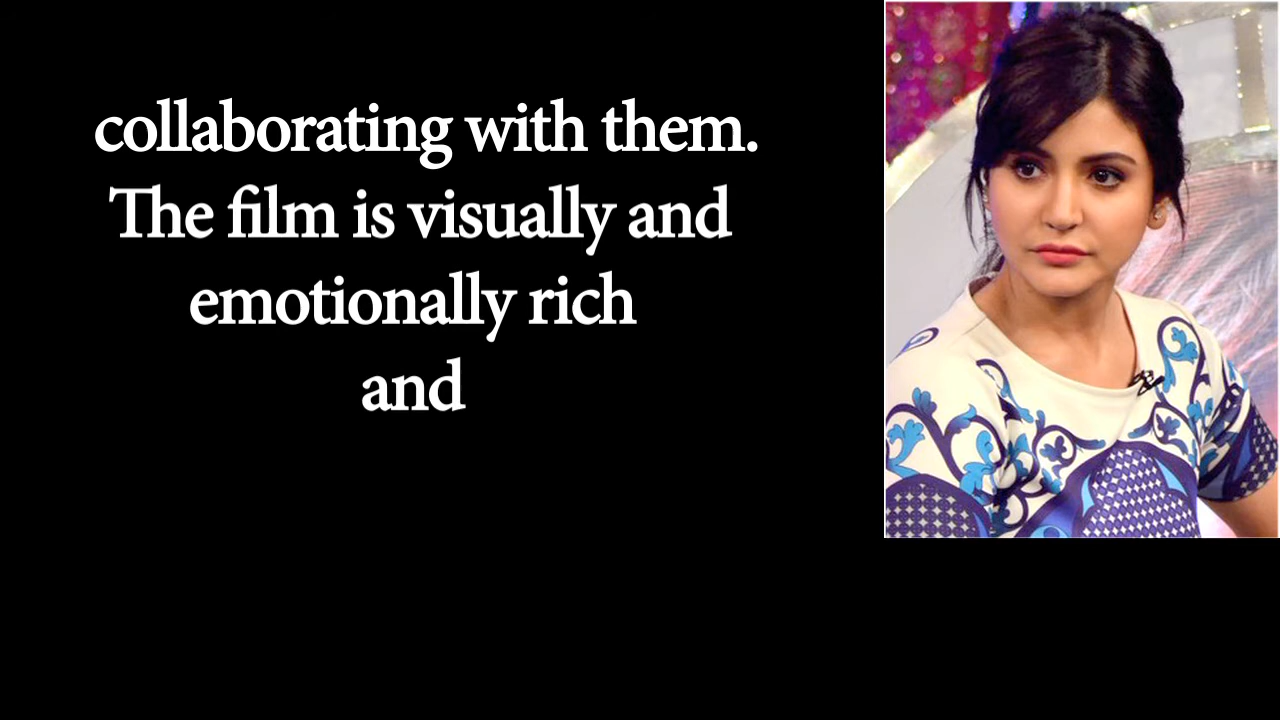 collaborating with them.
The film is visually and
emotionally rich
and